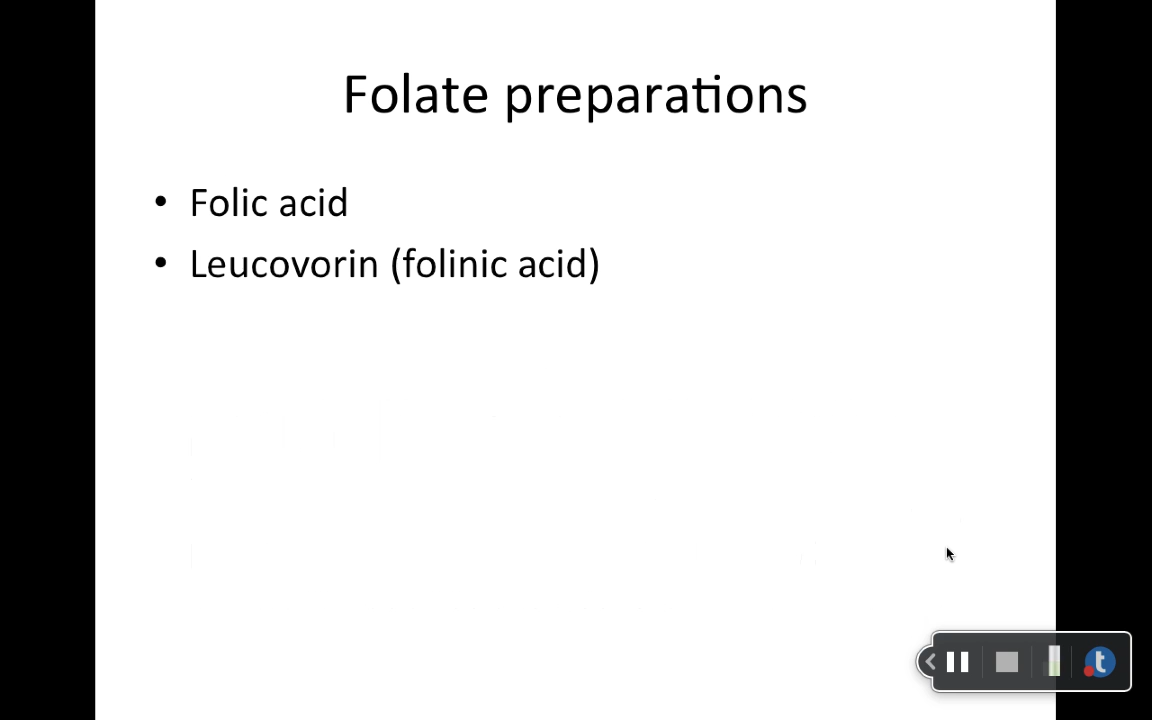 Folate preparations
• Folic acid
• Leucovorin (folinic acid)
t